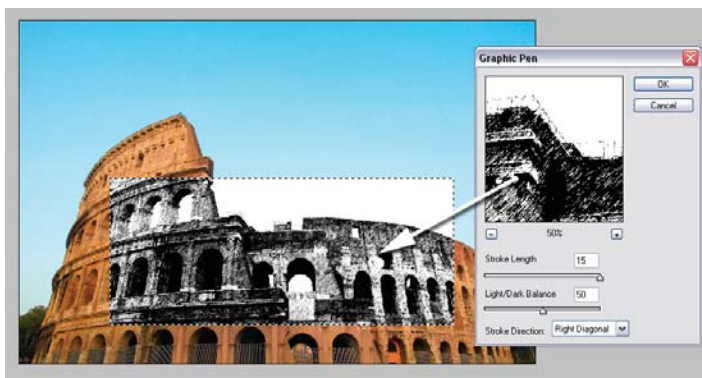 Graphic Pen
OK
Cancel
50%
Stroke Length 15
Light/Dark Balance 50
Stroke Direction: Right Diagonal